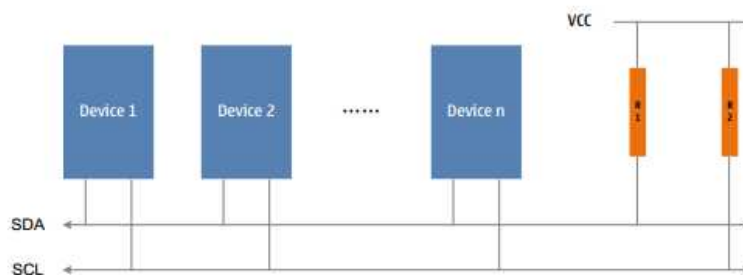 VCC
Device 1
Device 2
......
Device n
R1
R2
SDA
SCL